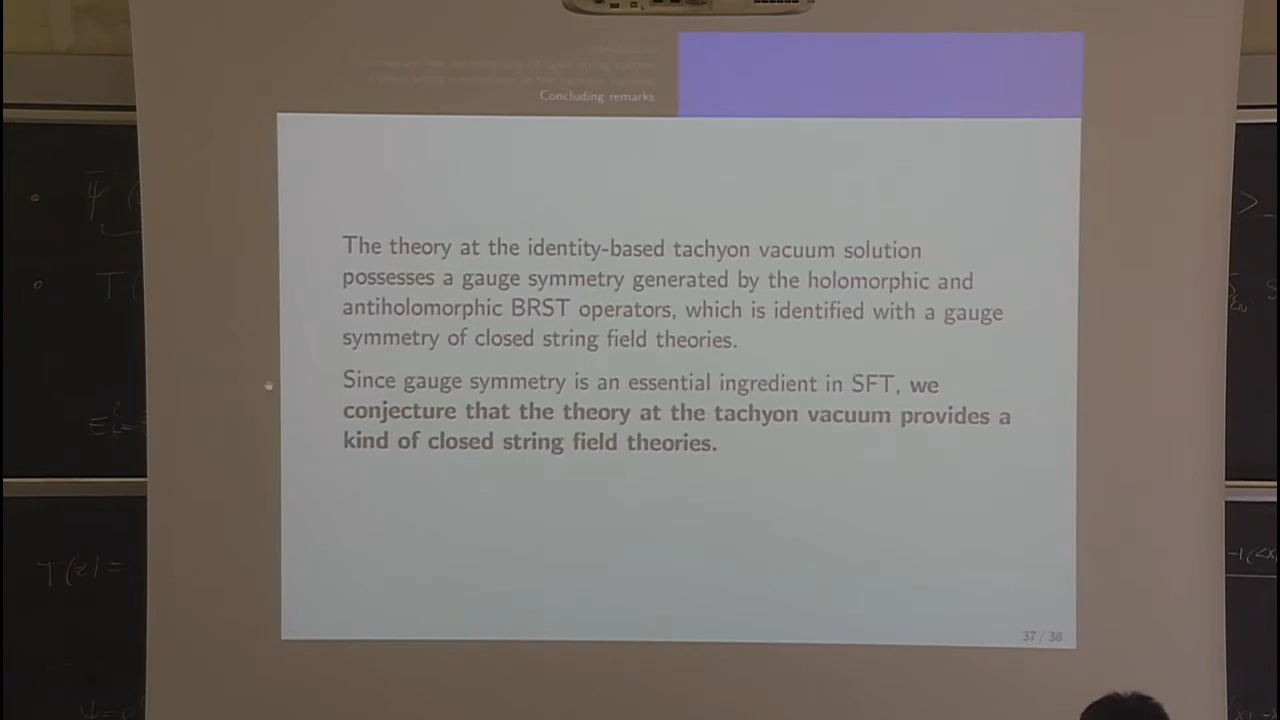 Concluding remarks
The theory at the identity-based tachyon vacuum solution
possesses a gauge symmetry generated by the holomorphic and
antiholomorphic BRST operators, which is identified with a gauge
symmetry of closed string field theories.
Since gauge symmetry is an essential ingredient in SFT, we
conjecture that the theory at the tachyon vacuum provides a
kind of closed string field theories.
37 / 38
T(z) =